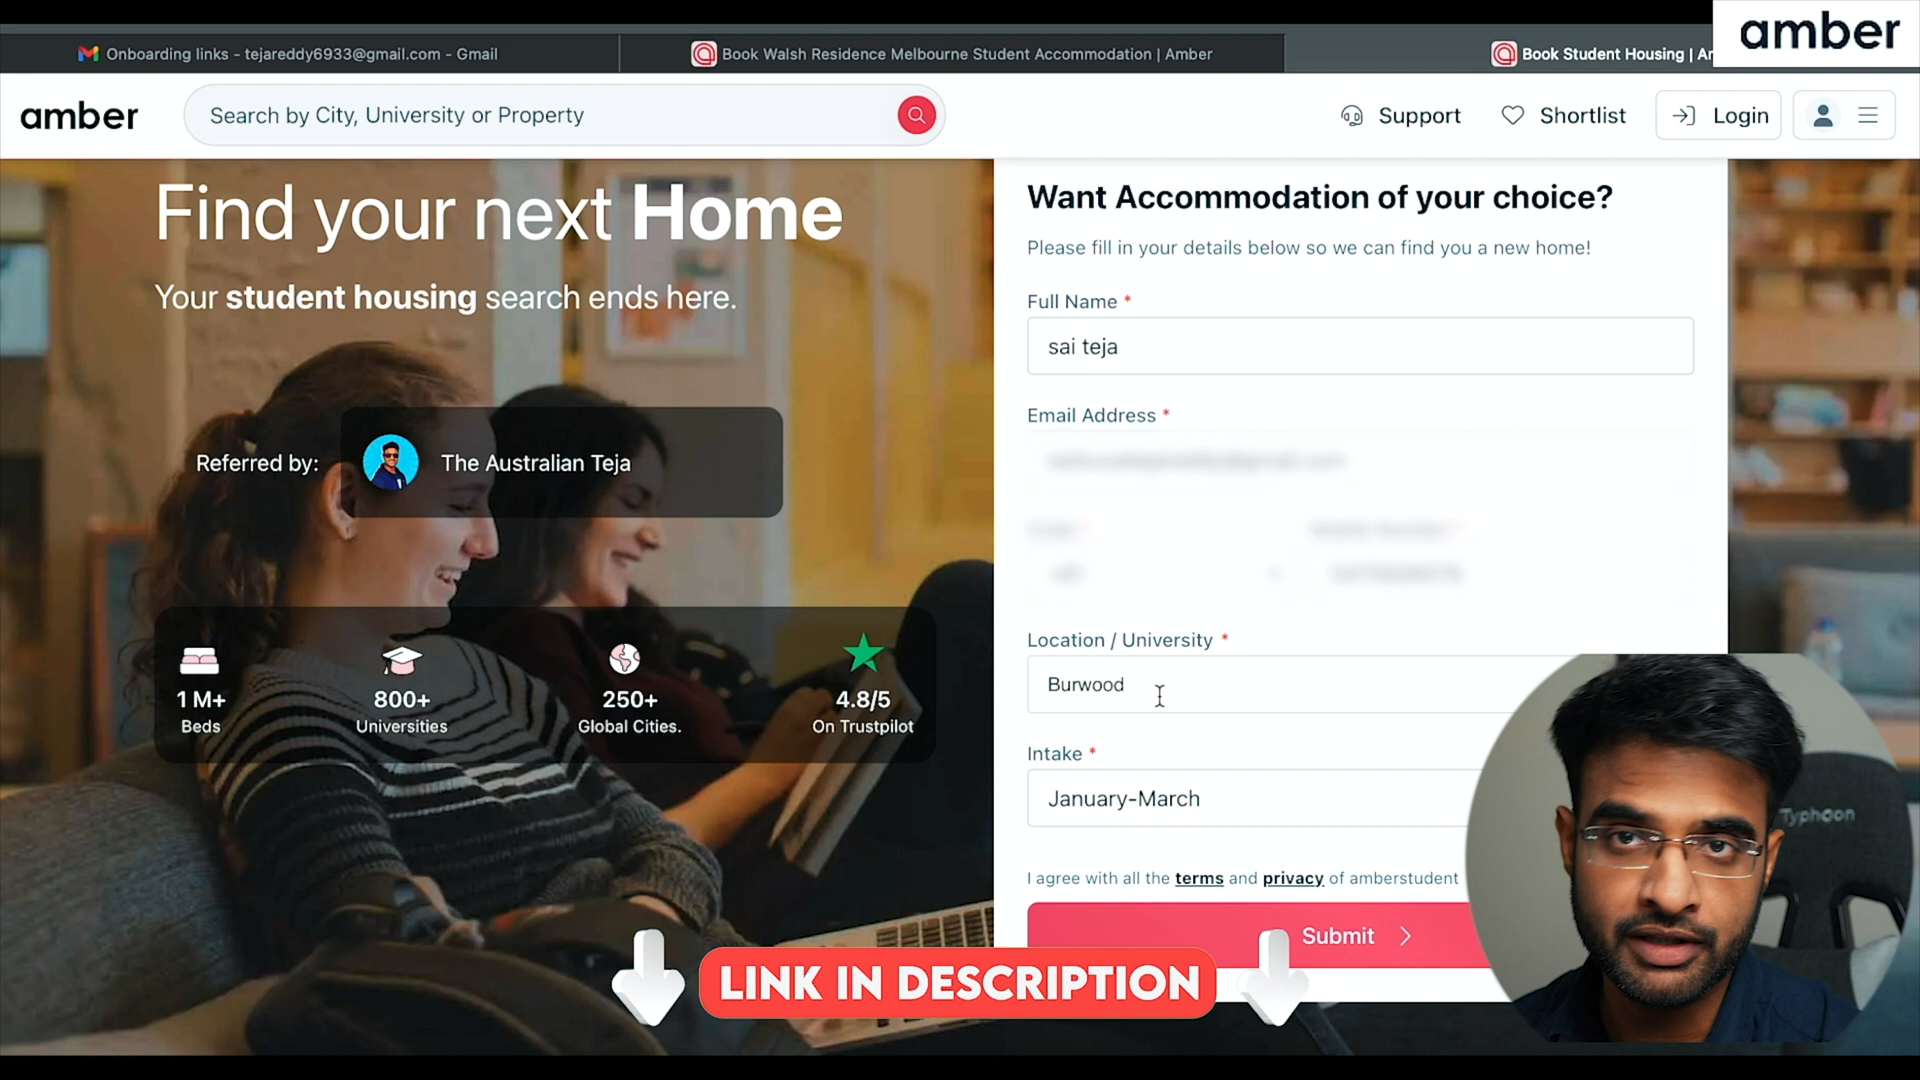 amber
Onboarding links - tejareddy6933@gmail.com - Gmail
Book Walsh Residence Melbourne Student Accommodation | Amber
Book Student Housing |
amber
Search by City, University or Property
Support
Shortlist
Login
Find your next Home
Your student housing search ends here.
Referred by:
The Australian Teja
1 M+
Beds
800+
Universities
250+
Global Cities.
4.8/5
On Trustpilot
Want Accommodation of your choice?
Please fill in your details below so we can find you a new home!
Full Name *
sai teja
Email Address *
Location / University *
Burwood
Intake *
January-March
I agree with all the terms and privacy of amberstudent
Submit
Typhoon
LINK IN DESCRIPTION